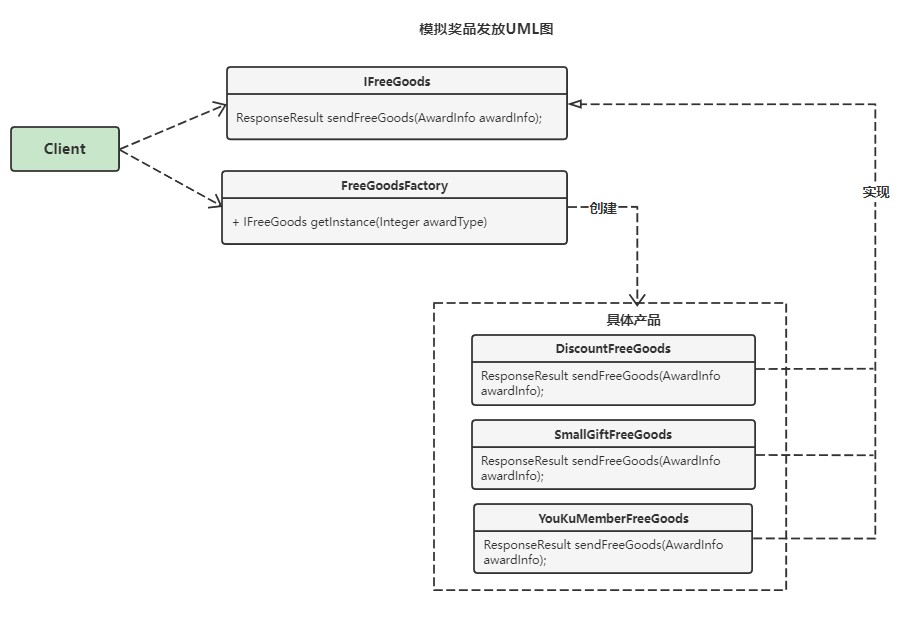 模拟奖品发放UML图
IFreeGoods
ResponseResult sendFreeGoods(AwardInfo awardInfo);
Client
FreeGoodsFactory
+ IFreeGoods getInstance(Integer awardType)
创建
实现
具体产品
DiscountFreeGoods
ResponseResult sendFreeGoods(AwardInfo
awardInfo);
SmallGiftFreeGoods
ResponseResult sendFreeGoods(AwardInfo
awardInfo);
YouKuMemberFreeGoods
ResponseResult sendFreeGoods(AwardInfo
awardInfo);